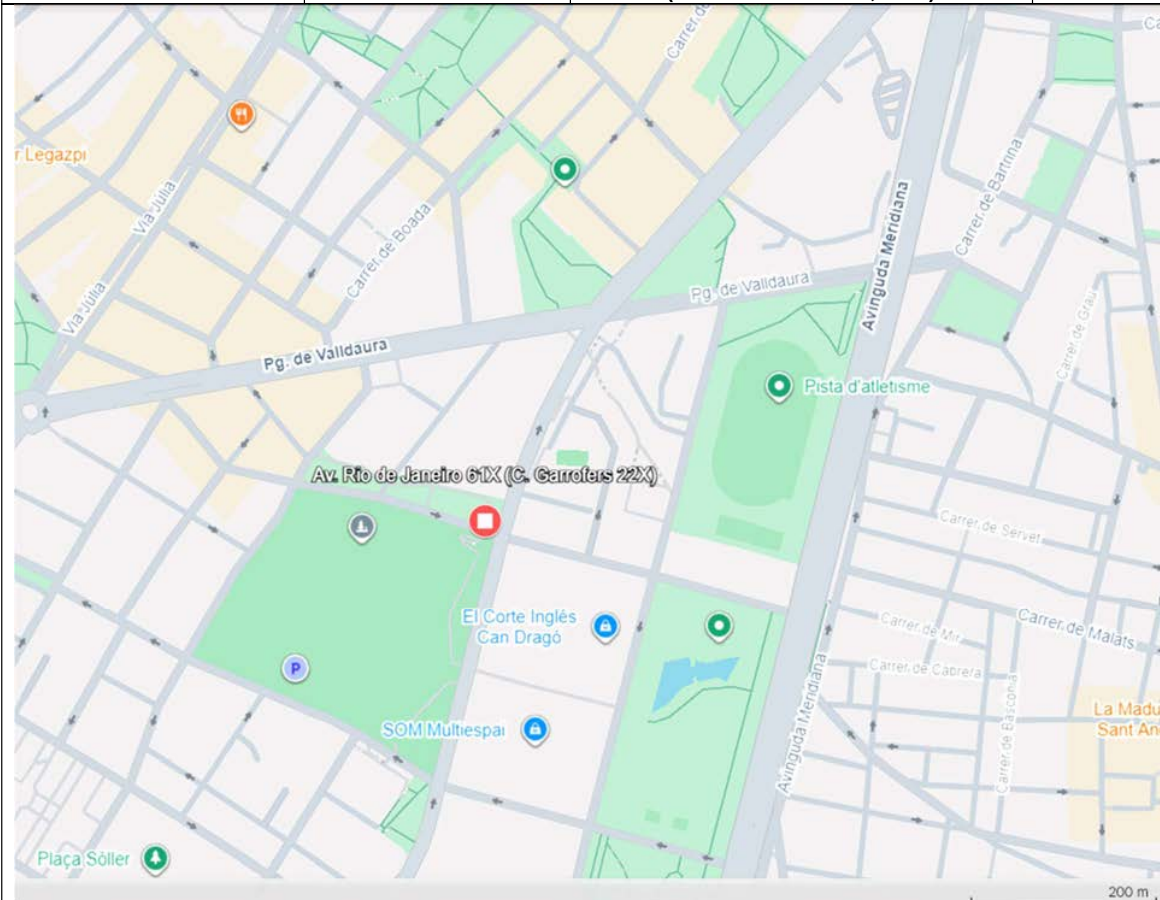 Carrer de
r Legazpi
Via Júlia
Carrer de Boada
Via Júlia
Pg. de Valldaura
Pg. de Valldaura
Avinguda Meridiana
Carrer de Bartrina
Carrer de Grau
Pista d'atletisme
Av. Rio de Janeiro 61X (C. Garrofers 22X)
Carrer de Servet
El Corte Inglés
Can Dragó
Carrer de Malats
Carrer de Mir
Carrer de Cabrera
P
SOM Multiespai
Avinguda Meridiana
Carrer de Bascònia
La Madu
Sant An
Plaça Sóller
200 m